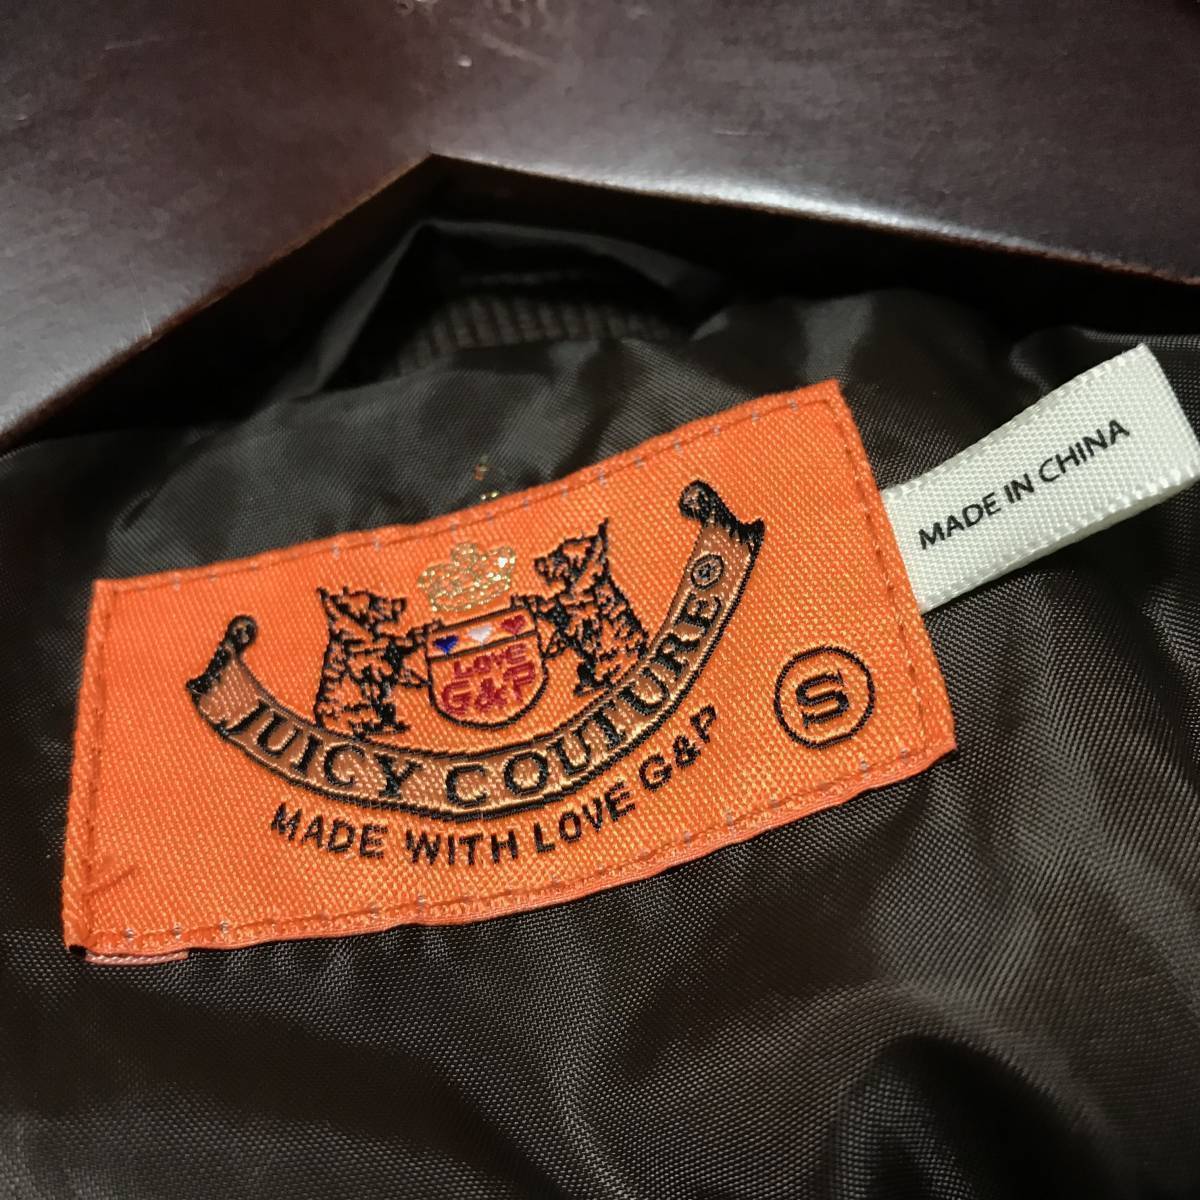 LOVE
G&P
JUICY COUTURE®
MADE WITH LOVE G&P
S
MADE IN CHINA